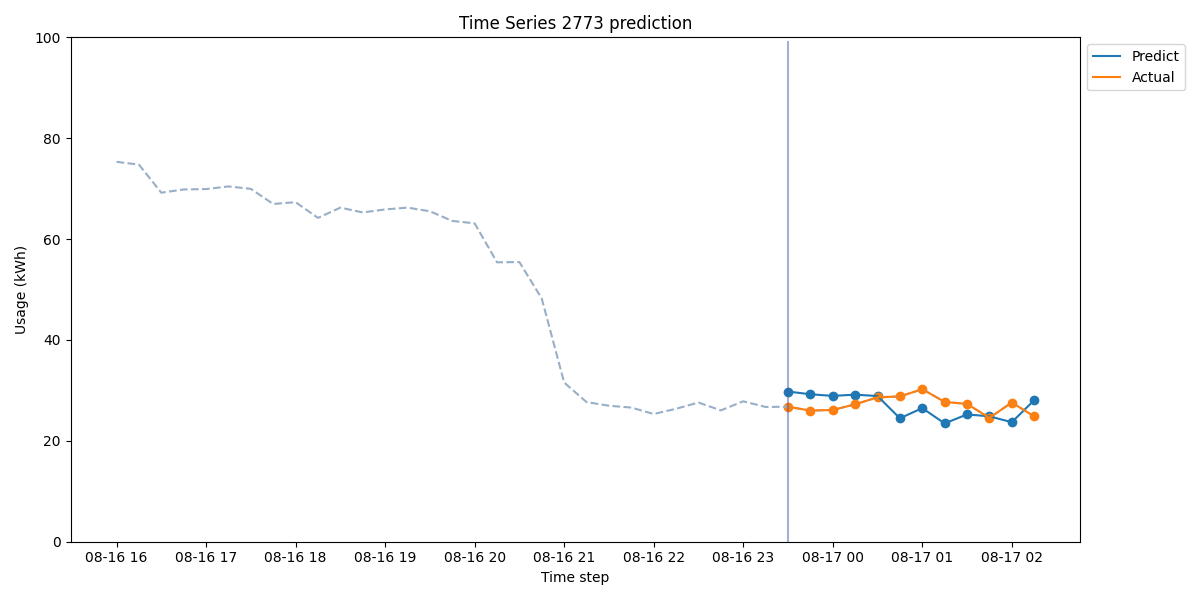 Time Series 2773 prediction
100
80
60
40
20
0
Usage (kWh)
08-16 16 08-16 17 08-16 18 08-16 19 08-16 20 08-16 21 08-16 22 08-16 23 08-17 00 08-17 01 08-17 02
Time step
Predict
Actual